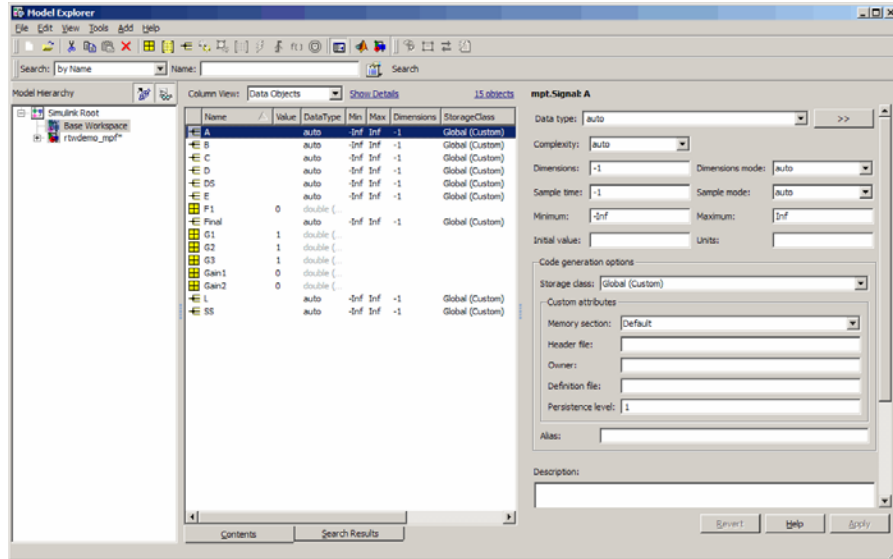 Model Explorer
File Edit View Tools Add Help
Search: by Name Name: Search
Model Hierarchy
Simulink Root
Base Workspace
rtwdemo_mpf*
Column View: Data Objects Show Details 15 objects
Name Value DataType Min Max Dimensions StorageClass
A auto -Inf Inf -1 Global (Custom)
B auto -Inf Inf -1 Global (Custom)
C auto -Inf Inf -1 Global (Custom)
D auto -Inf Inf -1 Global (Custom)
DS auto -Inf Inf -1 Global (Custom)
E auto -Inf Inf -1 Global (Custom)
F1 0 double (...
Final auto -Inf Inf -1 Global (Custom)
G1 1 double (...
G2 1 double (...
G3 1 double (...
Gain1 0 double (...
Gain2 0 double (...
L auto -Inf Inf -1 Global (Custom)
SS auto -Inf Inf -1 Global (Custom)
Contents Search Results
mpt.Signal: A
Data type: auto >>
Complexity: auto
Dimensions: -1 Dimensions mode: auto
Sample time: -1 Sample mode: auto
Minimum: -Inf Maximum: Inf
Initial value: Units:
Code generation options
Storage class: Global (Custom)
Custom attributes
Memory section: Default
Header file:
Owner:
Definition file:
Persistence level: 1
Alias:
Description:
Revert Help Apply